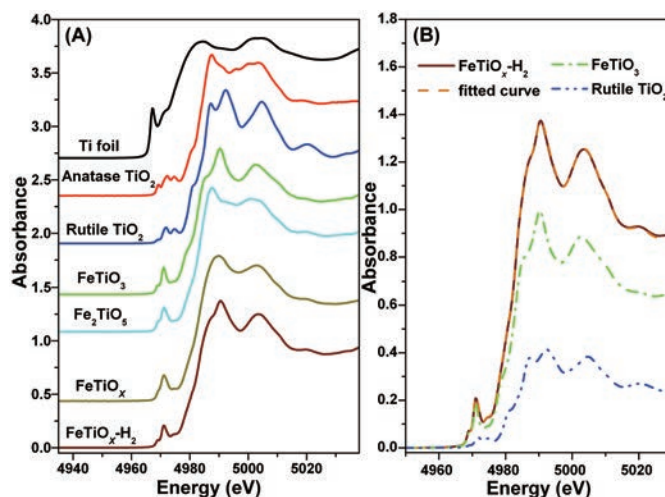 (A)
Ti foil
Anatase TiO2
Rutile TiO2
FeTiO3
Fe2TiO5
FeTiOx
FeTiOx-H2
Absorbance
4.0
3.5
3.0
2.5
2.0
1.5
1.0
0.5
0.0
4940 4960 4980 5000 5020
Energy (eV)
(B)
FeTiOx-H2
fitted curve
FeTiO3
Rutile TiO2
Absorbance
1.8
1.6
1.4
1.2
1.0
0.8
0.6
0.4
0.2
0.0
4960 4980 5000 5020
Energy (eV)